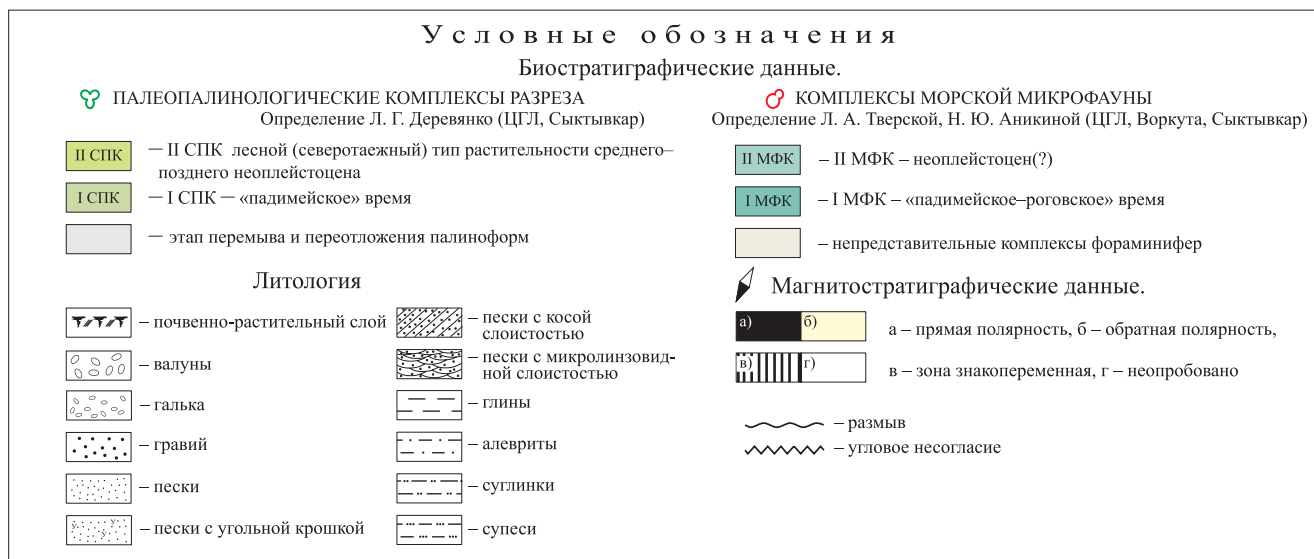 Условные обозначения
Биостратиграфические данные.
ПАЛЕОПАЛИНОЛОГИЧЕСКИЕ КОМПЛЕКСЫ РАЗРЕЗА
Определение Л. Г. Деревянко (ЦГЛ, Сыктывкар)
II СПК — II СПК лесной (северотаежный) тип растительности среднего–
позднего неоплейстоцена
I СПК — I СПК — «падимейское» время
— этап перемыва и переотложения палиноформ
КОМПЛЕКСЫ МОРСКОЙ МИКРОФАУНЫ
Определение Л. А. Тверской, Н. Ю. Аникиной (ЦГЛ, Воркута, Сыктывкар)
II МФК – II МФК – неоплейстоцен(?)
I МФК – I МФК – «падимейское–роговское» время
– непредставительные комплексы фораминифер
Литология
– почвенно-растительный слой
– валуны
– галька
– гравий
– пески
– пески с угольной крошкой
– пески с косой
слоистостью
– пески с микролинзовид-
ной слоистостью
– глины
– алевриты
– суглинки
– супеси
Магнитостратиграфические данные.
а) б) а – прямая полярность, б – обратная полярность,
в) г) в – зона знакопеременная, г – неопробовано
– размыв
– угловое несогласие